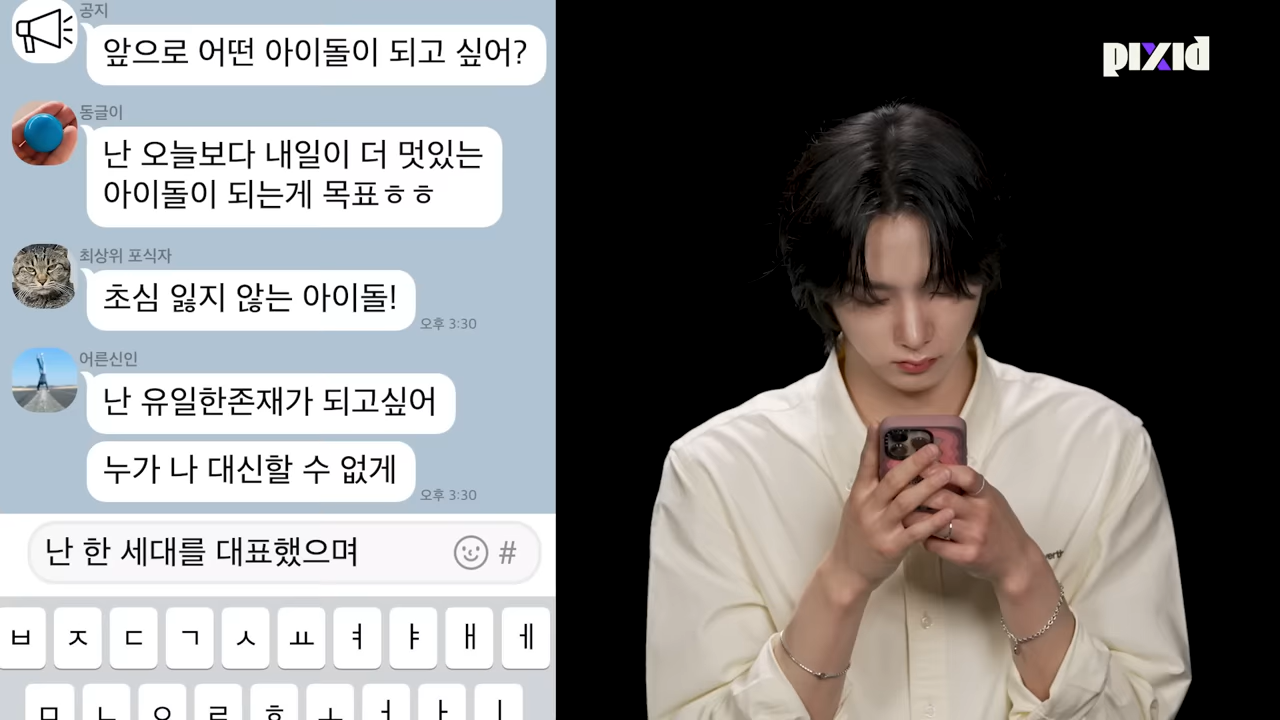 공지
앞으로 어떤 아이돌이 되고 싶어?
동글이
난 오늘보다 내일이 더 멋있는
아이돌이 되는게 목표ㅎㅎ
최상위 포식자
초심 잃지 않는 아이돌!
오후 3:30
어른신인
난 유일한존재가 되고싶어
누가 나 대신할 수 없게
오후 3:30
난 한 세대를 대표했으며
#
ㅂ ㅈ ㄷ ㄱ ㅅ ㅛ ㅕ ㅑ ㅐ ㅔ
ㅁ ㄴ ㅇ ㄹ ㅎ ㅗ ㅓ ㅏ ㅣ
pixid